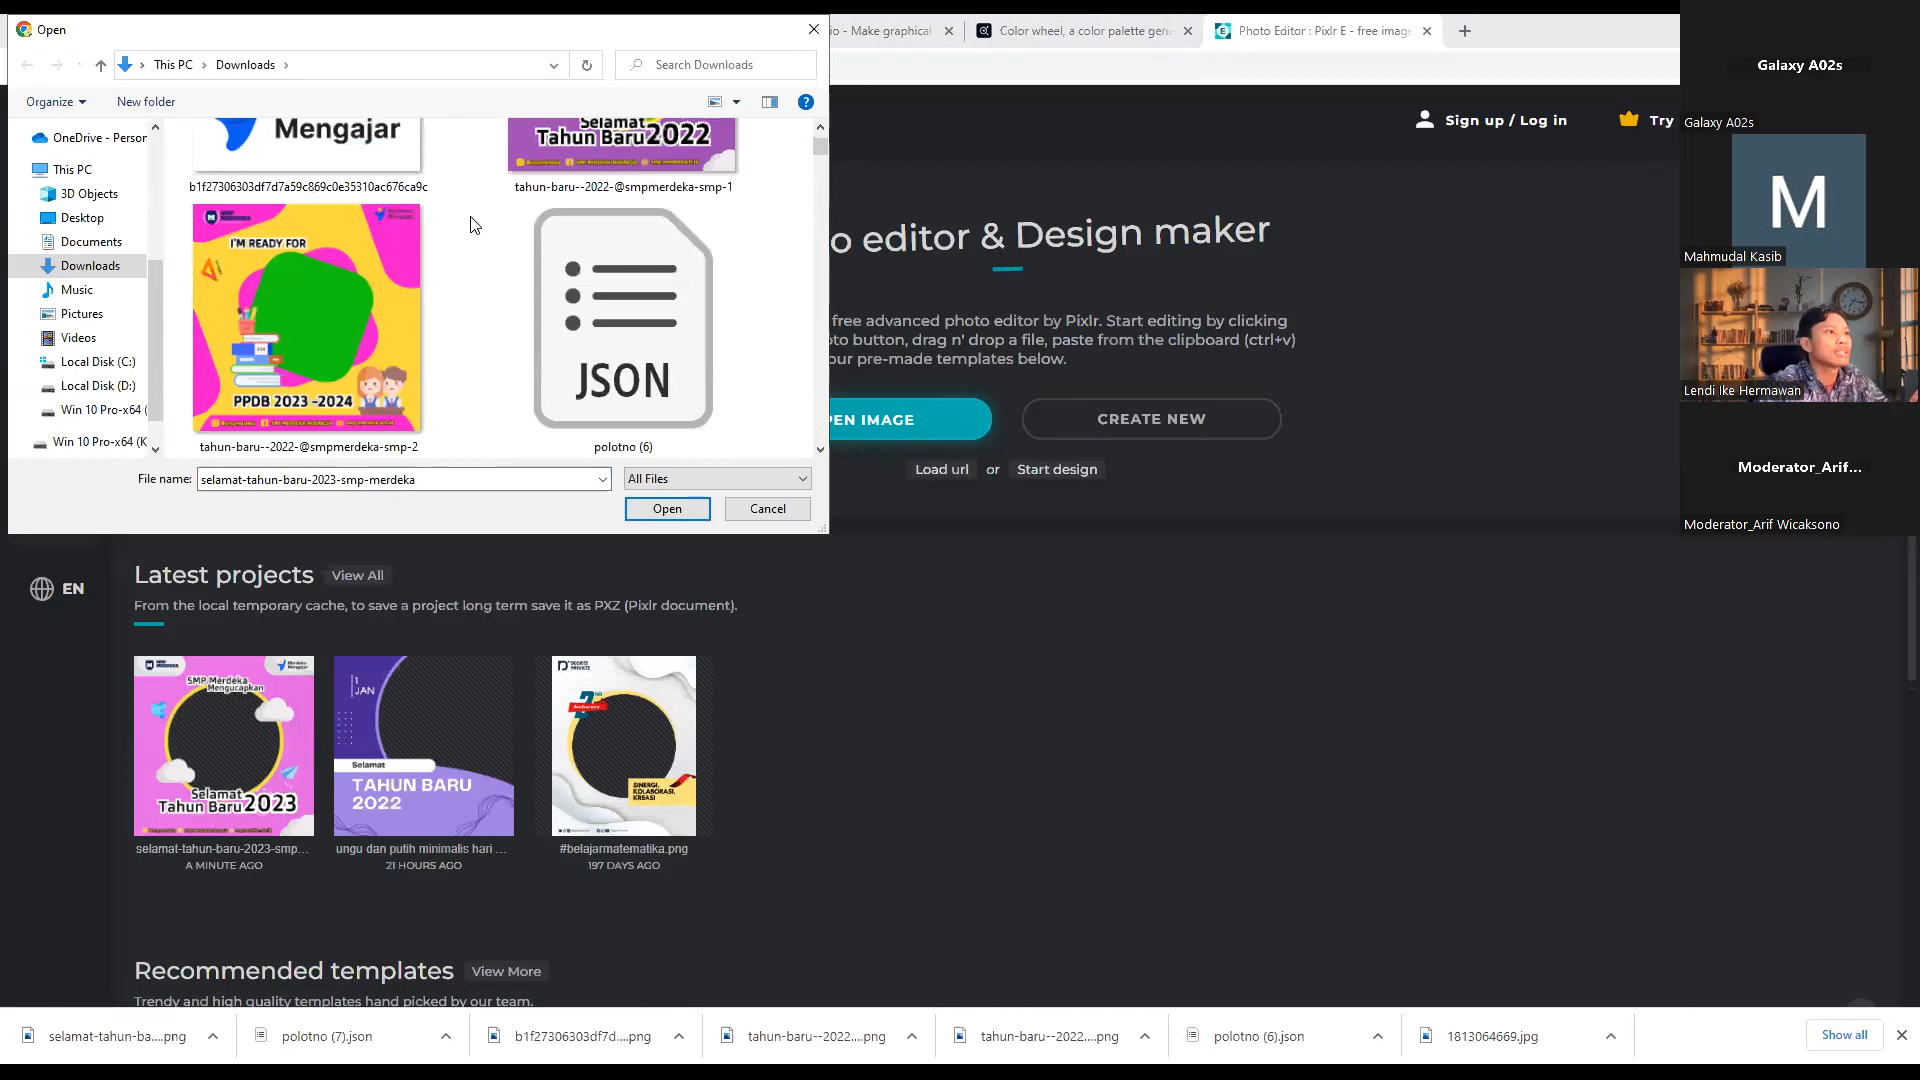 Open
io - Make graphical
Color wheel, a color palette gene
Photo Editor : Pixlr E - free image
This PC
Downloads
Search Downloads
Organize
New folder
OneDrive - Person
This PC
3D Objects
Desktop
Documents
Downloads
Music
Pictures
Videos
Local Disk (C:)
Local Disk (D:)
Win 10 Pro-x64 (
Win 10 Pro-x64 (K
Mengajar
Selamat
Tahun Baru 2022
b1f27306303df7d7a59c869c0e35310ac676ca9c
tahun-baru--2022-@smpmerdeka-smp-1
I'M READY FOR
PPDB 2023 -2024
JSON
tahun-baru--2022-@smpmerdeka-smp-2
polotno (6)
File name:
selamat-tahun-baru-2023-smp-merdeka
All Files
Open
Cancel
Sign up / Log in
Try
o editor & Design maker
free advanced photo editor by Pixlr. Start editing by clicking
oto button, drag n' drop a file, paste from the clipboard (ctrl+v)
our pre-made templates below.
PEN IMAGE
CREATE NEW
Load url
or
Start design
Galaxy A02s
Galaxy A02s
M
Mahmudal Kasib
Lendi Ike Hermawan
Moderator_Arif...
Moderator_Arif Wicaksono
EN
Latest projects
View All
From the local temporary cache, to save a project long term save it as PXZ (Pixlr document).
SMP Merdeka
Mengucapkan
Selamat
Tahun Baru 2023
1
JAN
Selamat
TAHUN BARU
2022
DEGREE
PRIVATE
2nd
Anniversary
SINERGI,
KOLABORASI,
KREASI
selamat-tahun-baru-2023-smp...
A MINUTE AGO
ungu dan putih minimalis hari ...
21 HOURS AGO
#belajarmatematika.png
197 DAYS AGO
Recommended templates
View More
Trendy and high quality templates hand picked by our team.
selamat-tahun-ba....png
polotno (7).json
b1f27306303df7d....png
tahun-baru--2022....png
tahun-baru--2022....png
polotno (6).json
1813064669.jpg
Show all